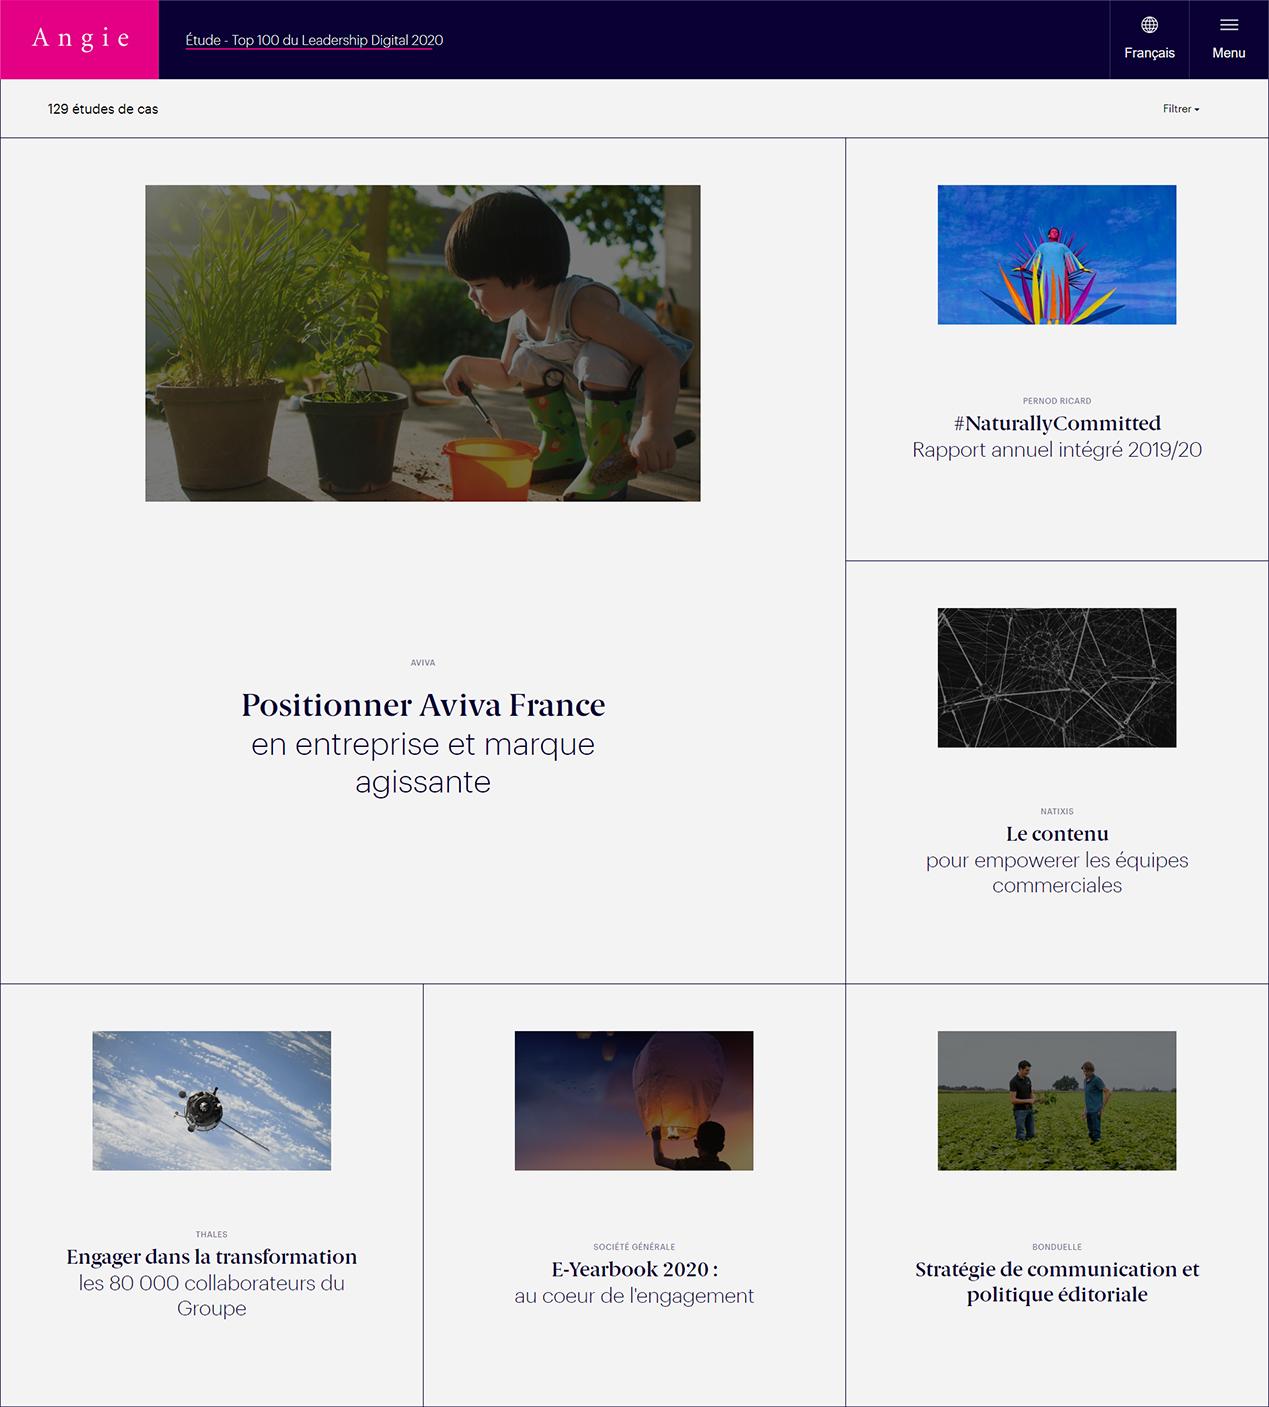 Angie
Étude - Top 100 du Leadership Digital 2020
Français
Menu
129 études de cas
Filtrer
PERNOD RICARD
#NaturallyCommitted
Rapport annuel intégré 2019/20
AVIVA
Positionner Aviva France
en entreprise et marque
agissante
NATIXIS
Le contenu
pour empowerer les équipes
commerciales
THALES
Engager dans la transformation
les 80 000 collaborateurs du
Groupe
SOCIÉTÉ GÉNÉRALE
E-Yearbook 2020 :
au coeur de l'engagement
BONDUELLE
Stratégie de communication et
politique éditoriale